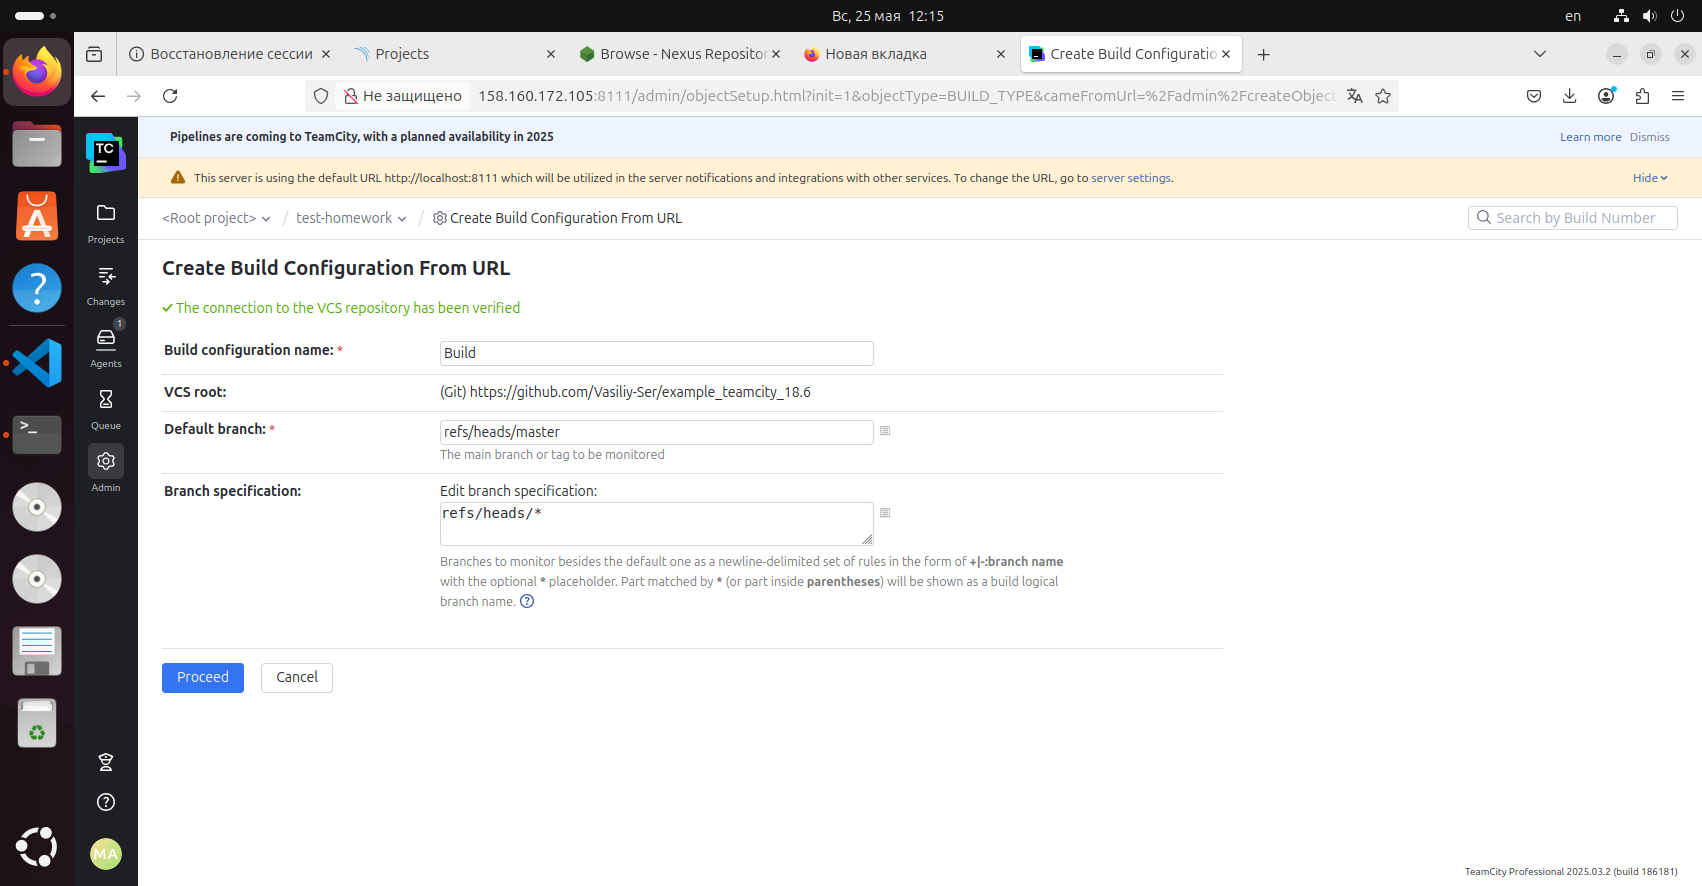 Вс, 25 мая 12:15
en
Восстановление сессии
Projects
Browse - Nexus Repositor
Новая вкладка
Create Build Configuratio
Не защищено
158.160.172.105:8111/admin/objectSetup.html?init=1&objectType=BUILD_TYPE&cameFromUrl=%2Fadmin%2FcreateObject
TC
Pipelines are coming to TeamCity, with a planned availability in 2025
Learn more
Dismiss
This server is using the default URL http://localhost:8111 which will be utilized in the server notifications and integrations with other services. To change the URL, go to server settings.
Hide
<Root project>
/ test-homework
/ Create Build Configuration From URL
Search by Build Number
Projects
Changes
1
Agents
Queue
Admin
Create Build Configuration From URL
The connection to the VCS repository has been verified
Build configuration name: *
Build
VCS root:
(Git) https://github.com/Vasiliy-Ser/example_teamcity_18.6
Default branch: *
refs/heads/master
The main branch or tag to be monitored
Branch specification:
Edit branch specification:
refs/heads/*
Branches to monitor besides the default one as a newline-delimited set of rules in the form of +|-:branch name
with the optional * placeholder. Part matched by * (or part inside parentheses) will be shown as a build logical
branch name.
Proceed
Cancel
MA
TeamCity Professional 2025.03.2 (build 186181)